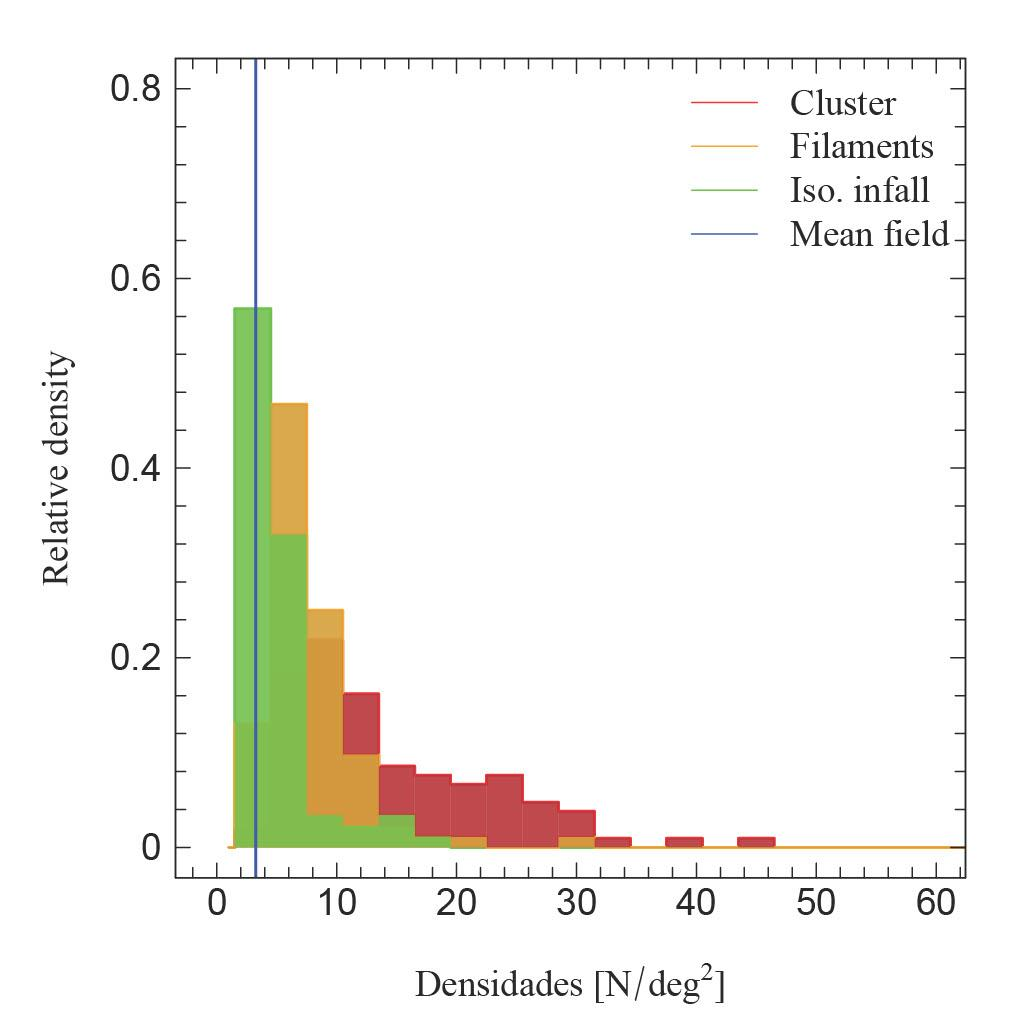 0.8
0.6
0.4
0.2
0
Relative density
Cluster
Filaments
Iso. infall
Mean field
0 10 20 30 40 50 60
Densidades [N/deg²]